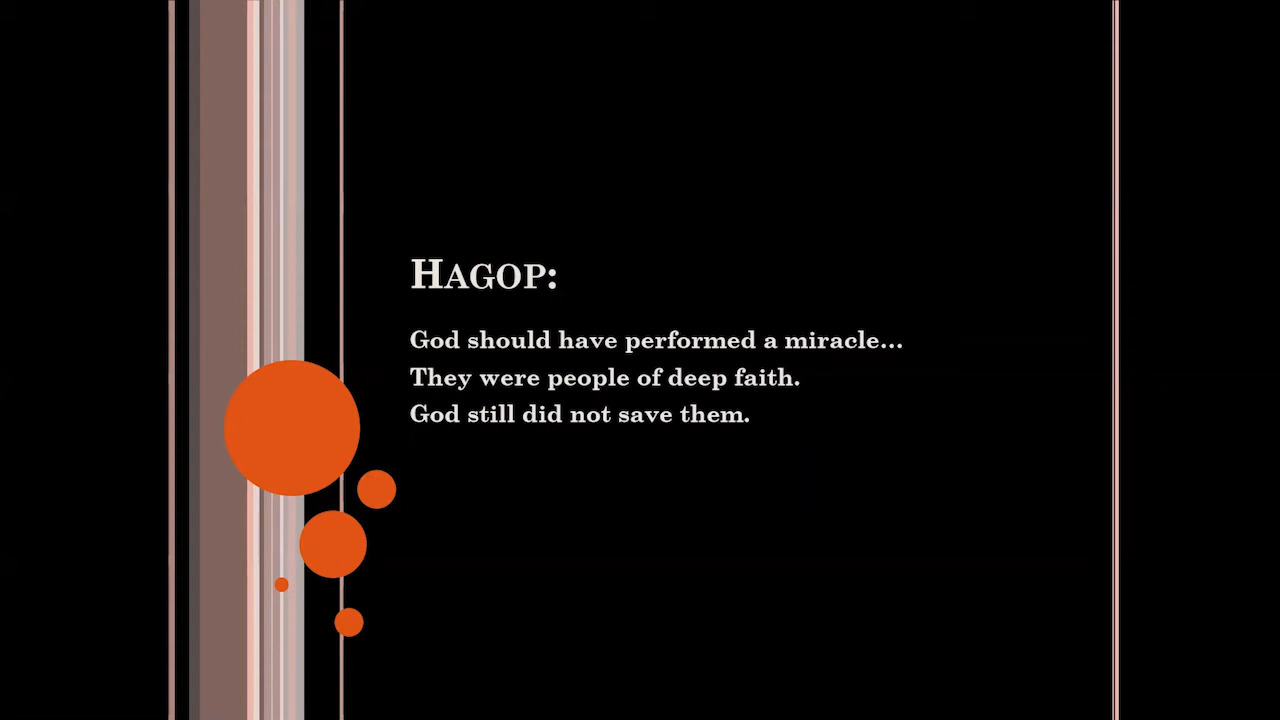 Hagop:
God should have performed a miracle…
They were people of deep faith.
God still did not save them.